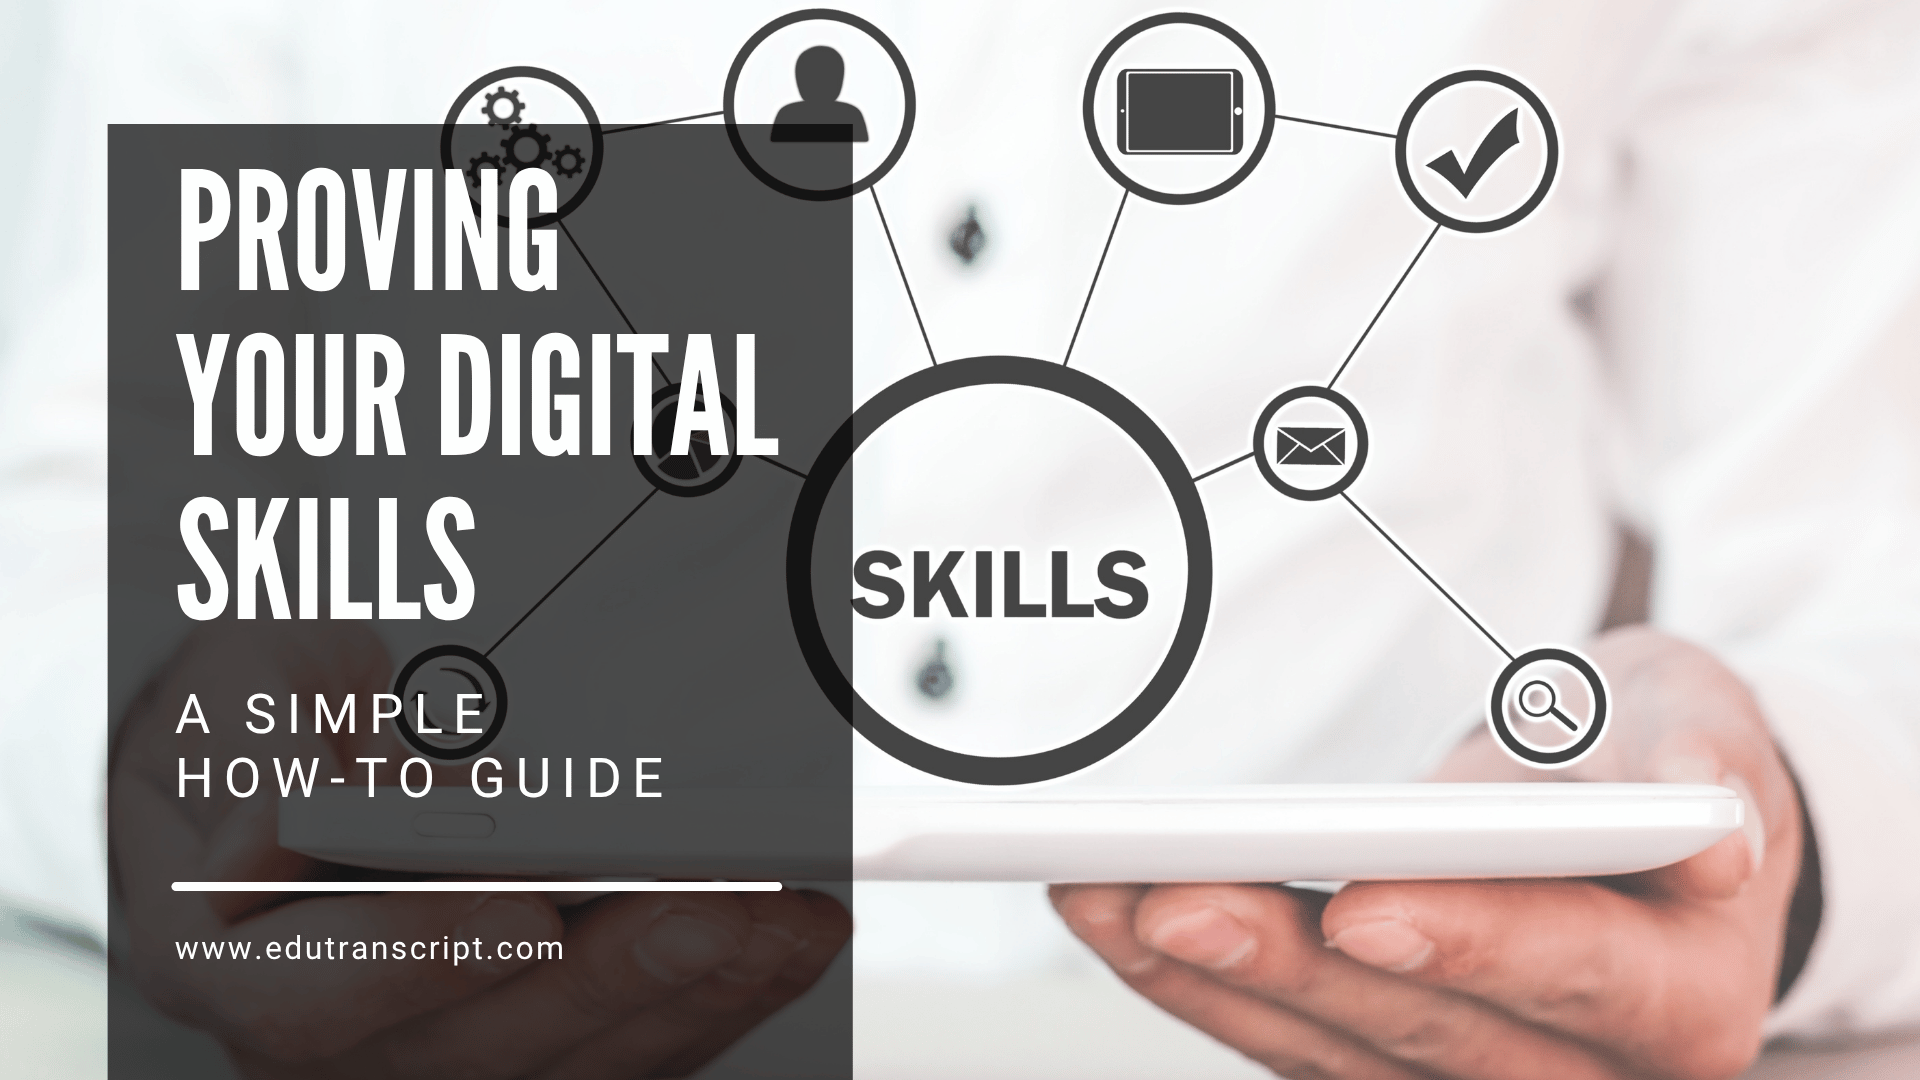 PROVING
YOUR DIGITAL
SKILLS
A SIMPLE
HOW-TO GUIDE
www.edutranscript.com
SKILLS